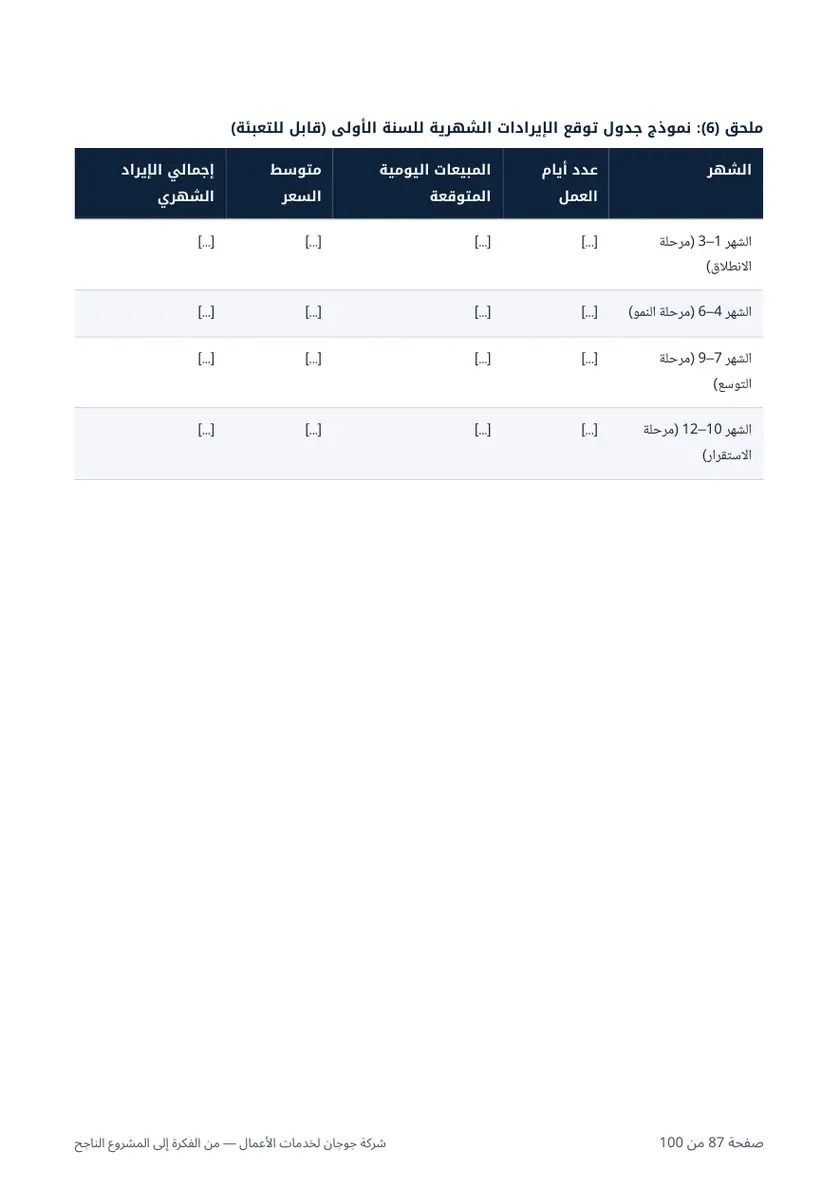 ملحق (6): نموذج جدول توقع الإيرادات الشهرية للسنة الأولى (قابل للتعبئة)
الشهر	عدد أيام العمل	المبيعات اليومية المتوقعة	متوسط السعر	إجمالي الإيراد الشهري
الشهر 1–3 (مرحلة الانطلاق)	[...]	[...]	[...]	[...]
الشهر 4–6 (مرحلة النمو)	[...]	[...]	[...]	[...]
الشهر 7–9 (مرحلة التوسع)	[...]	[...]	[...]	[...]
الشهر 10–12 (مرحلة الاستقرار)	[...]	[...]	[...]	[...]
صفحة 87 من 100
شركة جوجان لخدمات الأعمال — من الفكرة إلى المشروع الناجح